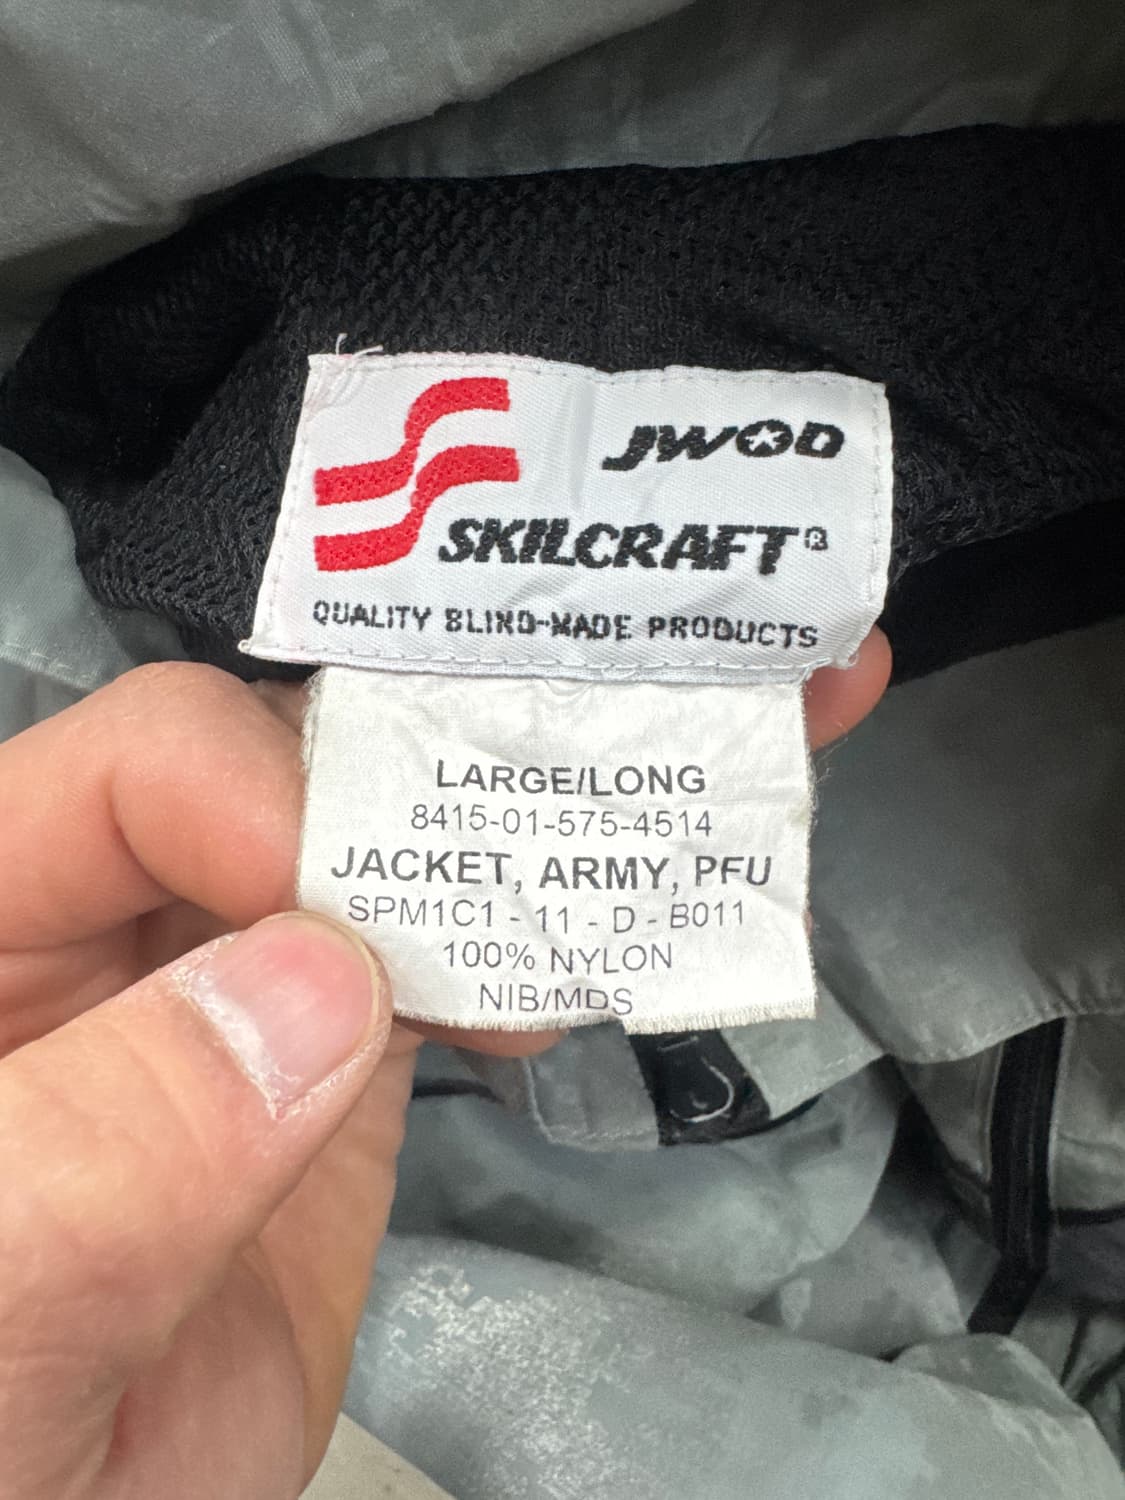 JWOD
SKILCRAFT®
QUALITY BLIND-MADE PRODUCTS
LARGE/LONG
8415-01-575-4514
JACKET, ARMY, PFU
SPM1C1 - 11 - D - B011
100% NYLON
NIB/MDS